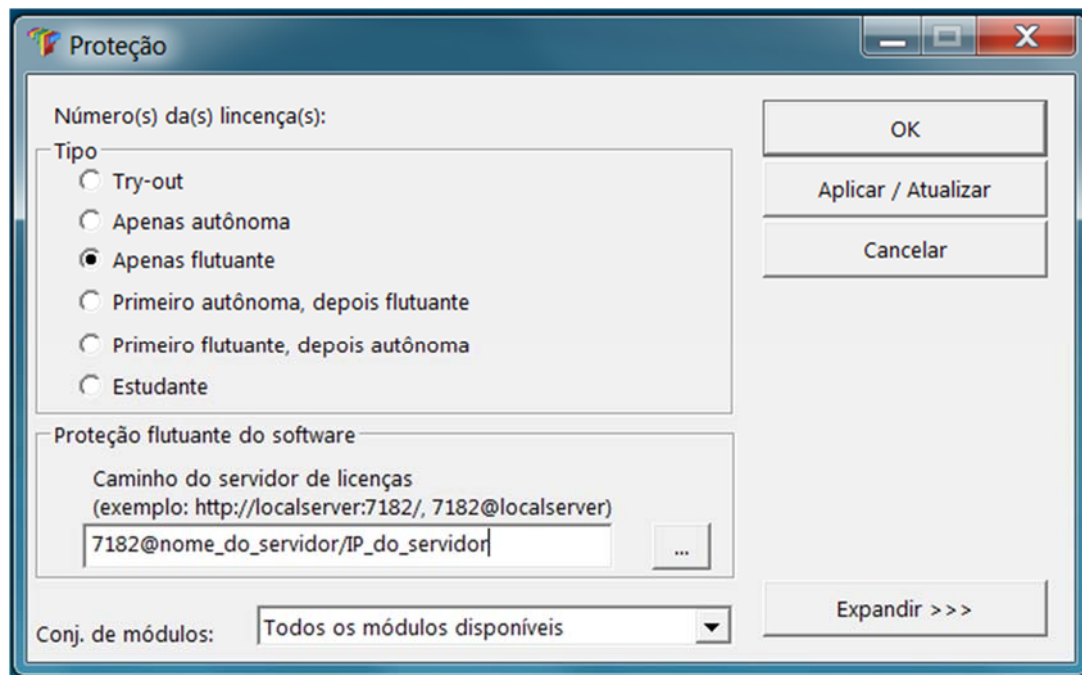 Proteção
Número(s) da(s) lincença(s):
Tipo
Try-out
Apenas autônoma
Apenas flutuante
Primeiro autônoma, depois flutuante
Primeiro flutuante, depois autônoma
Estudante
Proteção flutuante do software
Caminho do servidor de licenças
(exemplo: http://localserver:7182/, 7182@localserver)
7182@nome_do_servidor/IP_do_servidor
...
Conj. de módulos:
Todos os módulos disponíveis
OK
Aplicar / Atualizar
Cancelar
Expandir >>>